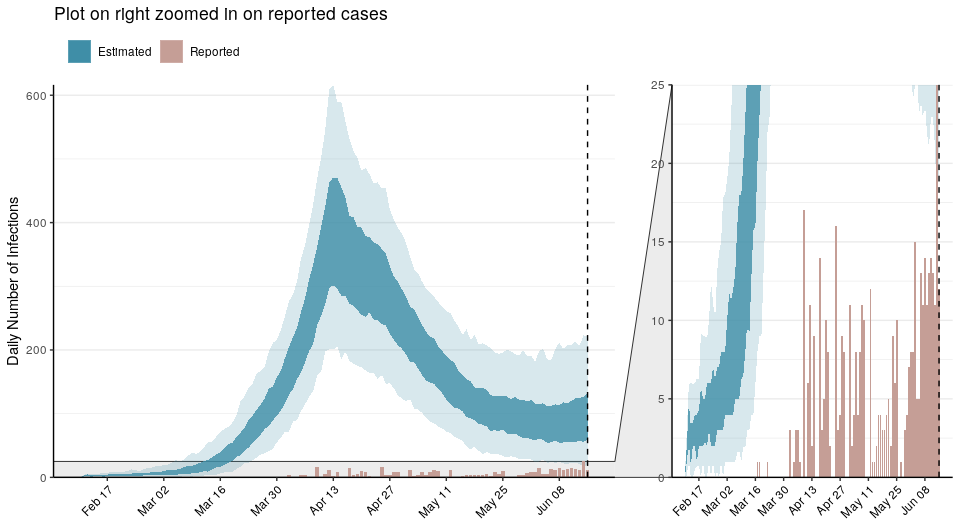 Plot on right zoomed in on reported cases
Estimated Reported
Daily Number of Infections
600
400
200
0
Feb 17 Mar 02 Mar 16 Mar 30 Apr 13 Apr 27 May 11 May 25 Jun 08
25
20
15
10
5
0
Feb 17 Mar 02 Mar 16 Mar 30 Apr 13 Apr 27 May 11 May 25 Jun 08